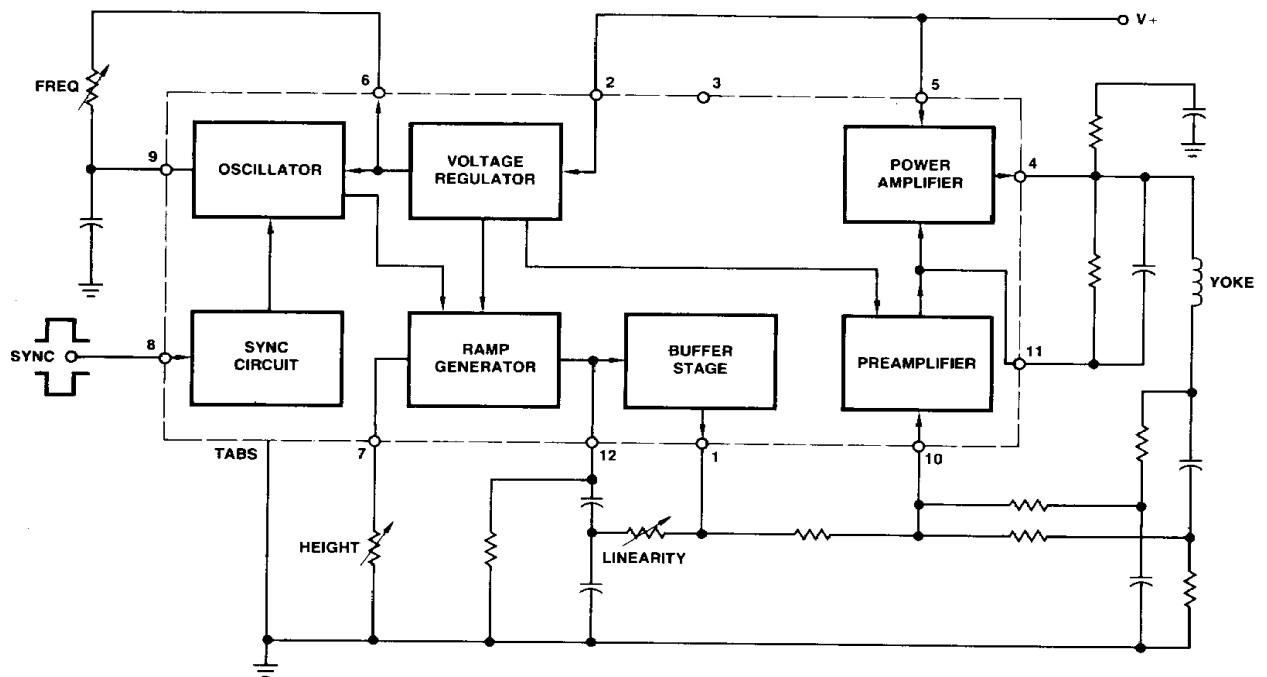 V+
FREQ
6
2
3
5
9
OSCILLATOR
VOLTAGE
REGULATOR
POWER
AMPLIFIER
4
YOKE
SYNC
8
SYNC
CIRCUIT
RAMP
GENERATOR
BUFFER
STAGE
PREAMPLIFIER
11
TABS
7
12
1
10
HEIGHT
LINEARITY